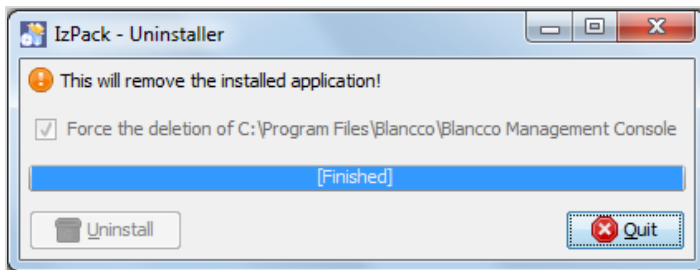 IzPack - Uninstaller
This will remove the installed application!
Force the deletion of C:\Program Files\Blancco\Blancco Management Console
[Finished]
Uninstall
Quit